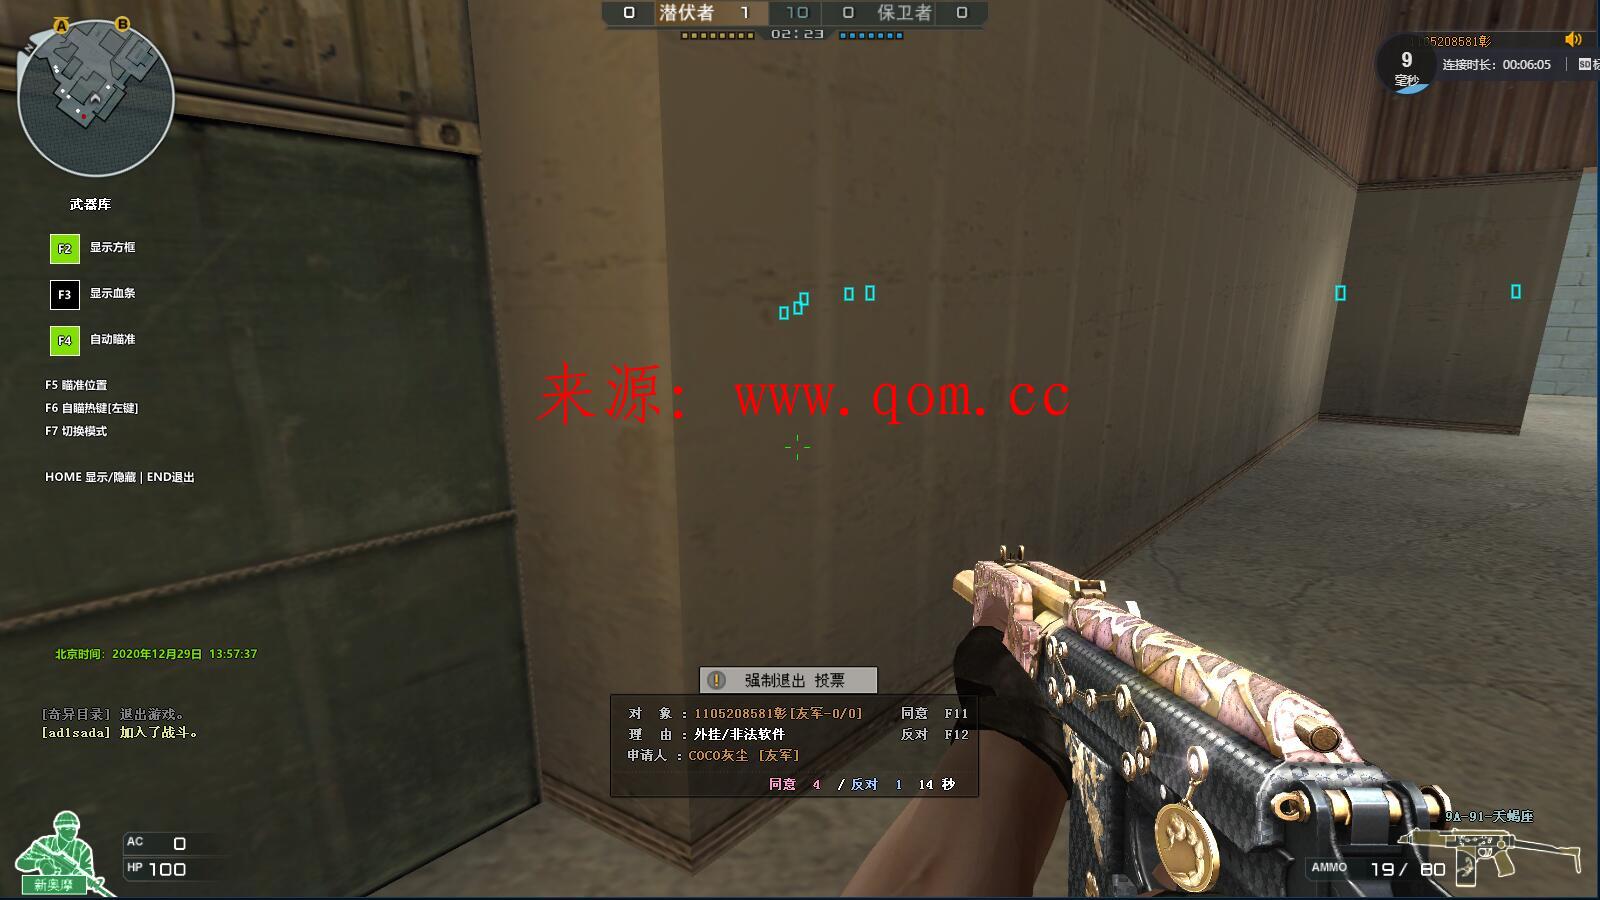 0 潜伏者 1 10 0 保卫者 0
02:23
A B
N
1105208581彰
9
毫秒
连接时长: 00:06:05
SD
武器库
F2 显示方框
F3 显示血条
F4 自动瞄准
F5 瞄准位置
F6 自瞄热键[左键]
F7 切换模式
HOME 显示/隐藏 | END退出
来源: www.qom.cc
北京时间: 2020年12月29日 13:57:37
[奇异目录] 退出游戏。
[ad1sada] 加入了战斗。
强制退出 投票
对 象 : 1105208581彰[友军-0/0] 同意 F11
理 由 : 外挂/非法软件 反对 F12
申请人 : COCO灰尘 [友军]
同意 4 / 反对 1 14 秒
AC 0
HP 100
新奥摩
9A-91-天蝎座
AMMO 19/ 80